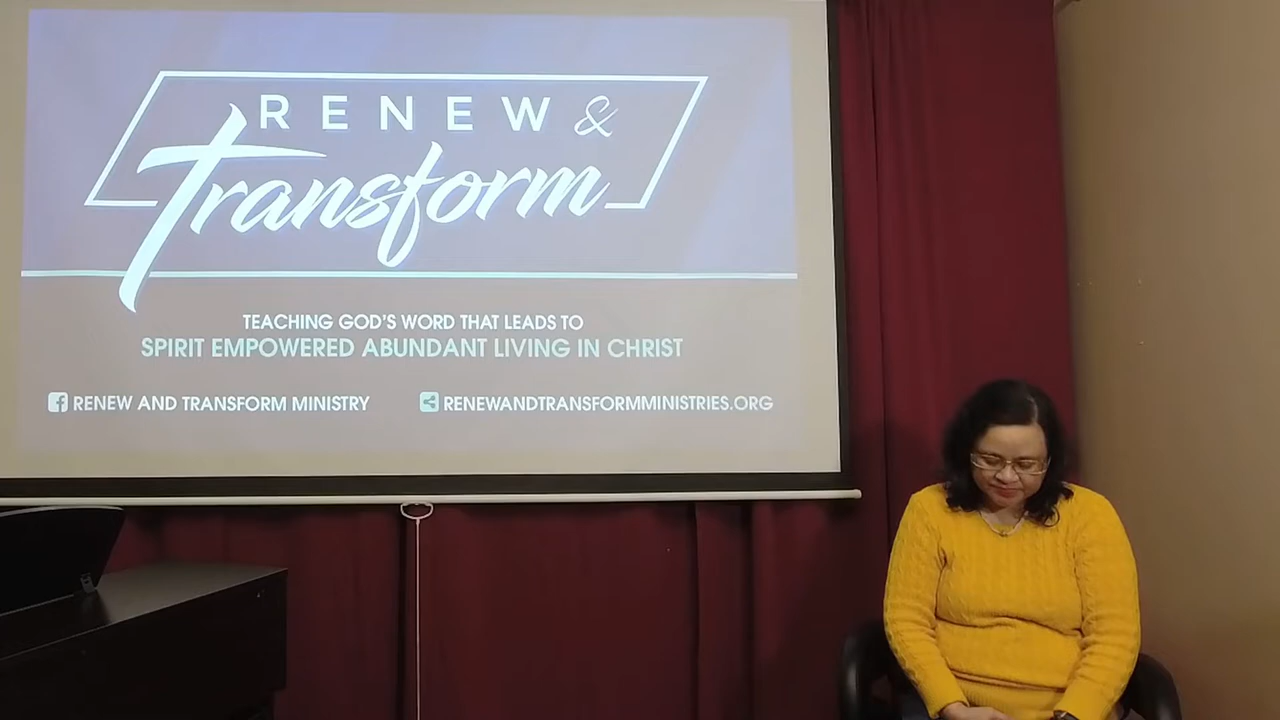 RENEW &
Transform
TEACHING GOD'S WORD THAT LEADS TO
SPIRIT EMPOWERED ABUNDANT LIVING IN CHRIST
RENEW AND TRANSFORM MINISTRY
RENEWANDTRANSFORMMINISTRIES.ORG